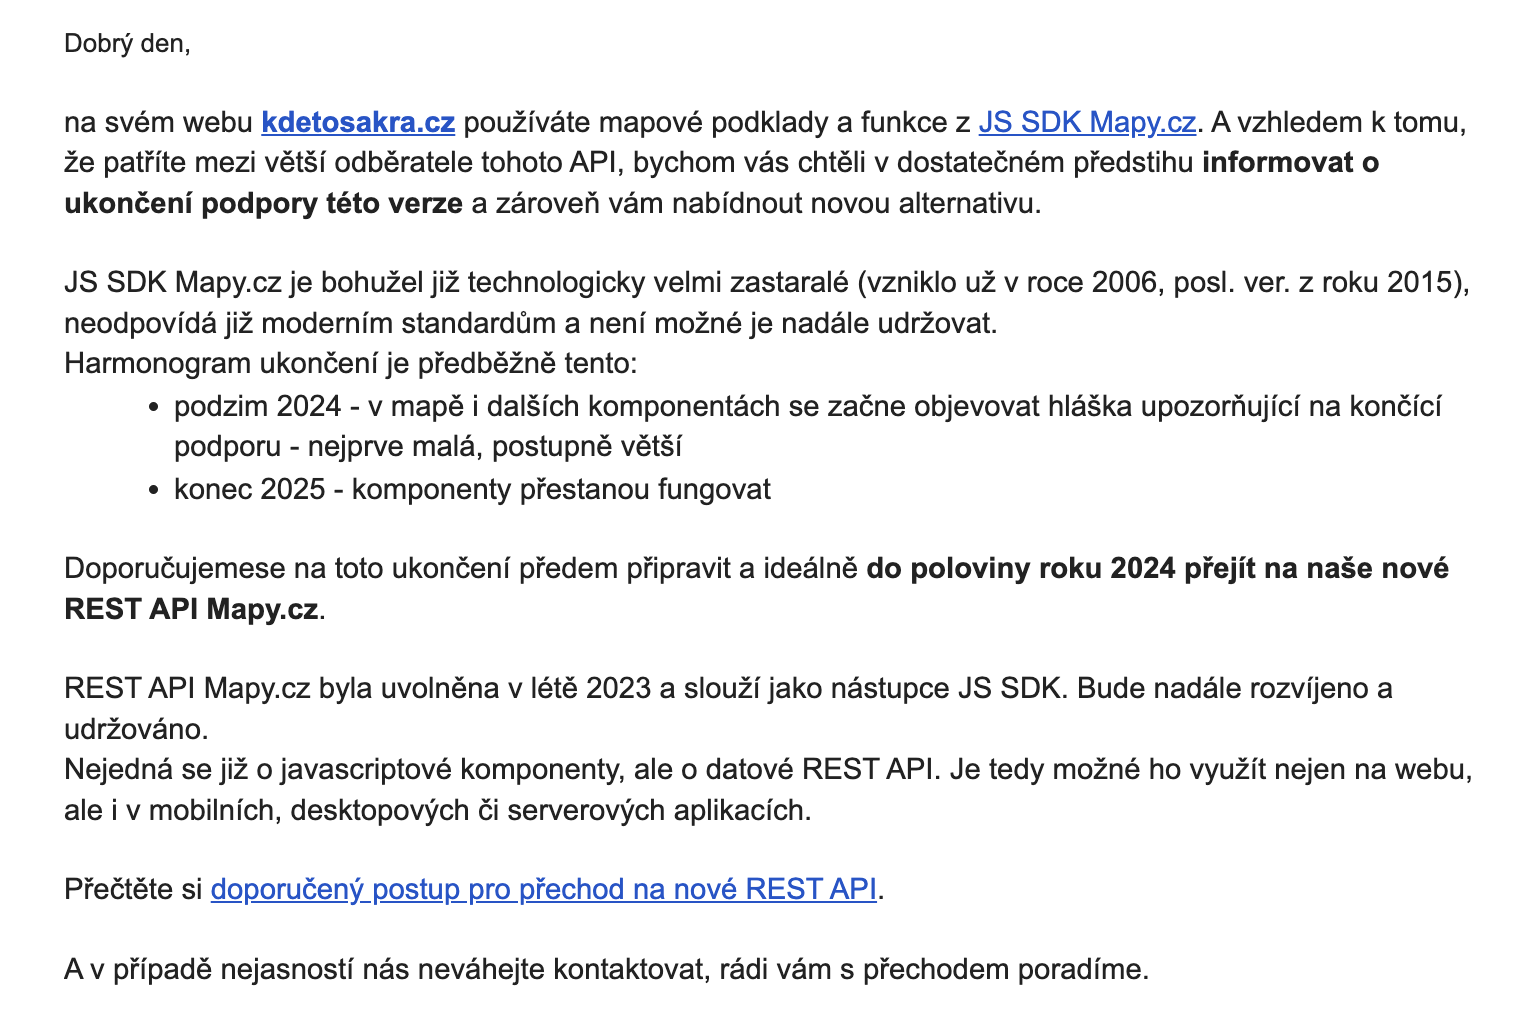 Dobrý den,
na svém webu kdetosakra.cz používáte mapové podklady a funkce z JS SDK Mapy.cz. A vzhledem k tomu,
že patříte mezi větší odběratele tohoto API, bychom vás chtěli v dostatečném předstihu informovat o
ukončení podpory této verze a zároveň vám nabídnout novou alternativu.
JS SDK Mapy.cz je bohužel již technologicky velmi zastaralé (vzniklo už v roce 2006, posl. ver. z roku 2015),
neodpovídá již moderním standardům a není možné je nadále udržovat.
Harmonogram ukončení je předběžně tento:
• podzim 2024 - v mapě i dalších komponentách se začne objevovat hláška upozorňující na končící
podporu - nejprve malá, postupně větší
• konec 2025 - komponenty přestanou fungovat
Doporučujemese na toto ukončení předem připravit a ideálně do poloviny roku 2024 přejít na naše nové
REST API Mapy.cz.
REST API Mapy.cz byla uvolněna v létě 2023 a slouží jako nástupce JS SDK. Bude nadále rozvíjeno a
udržováno.
Nejedná se již o javascriptové komponenty, ale o datové REST API. Je tedy možné ho využít nejen na webu,
ale i v mobilních, desktopových či serverových aplikacích.
Přečtěte si doporučený postup pro přechod na nové REST API.
A v případě nejasností nás neváhejte kontaktovat, rádi vám s přechodem poradíme.